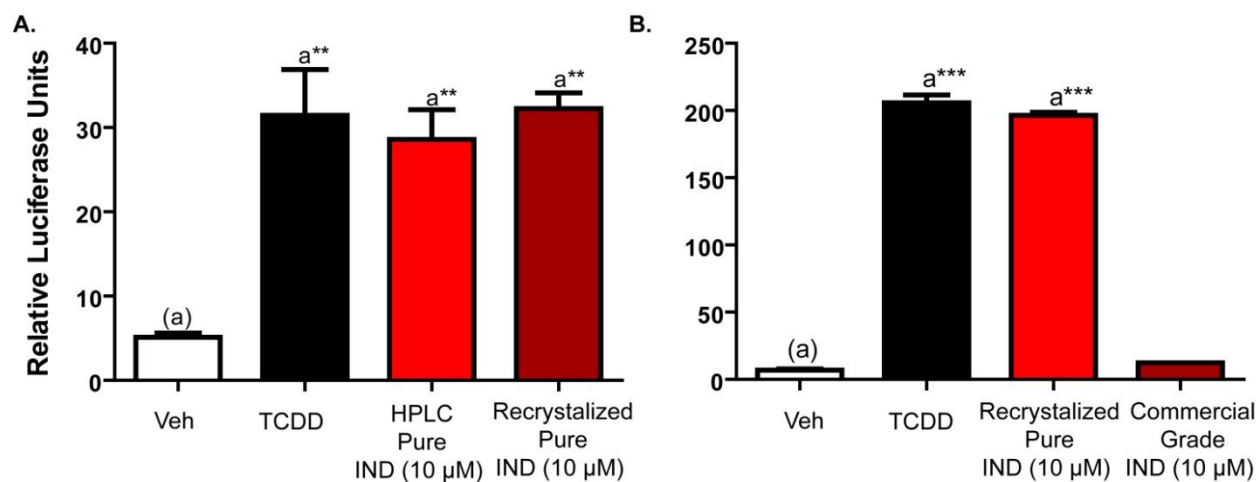 A.
Relative Luciferase Units
40
30
20
10
0
(a)
a**
a**
a**
Veh
TCDD
HPLC
Pure
IND (10 µM)
Recrystalized
Pure
IND (10 µM)
B.
250
200
150
100
50
0
(a)
a***
a***
Veh
TCDD
Recrystalized
Pure
IND (10 µM)
Commercial
Grade
IND (10 µM)